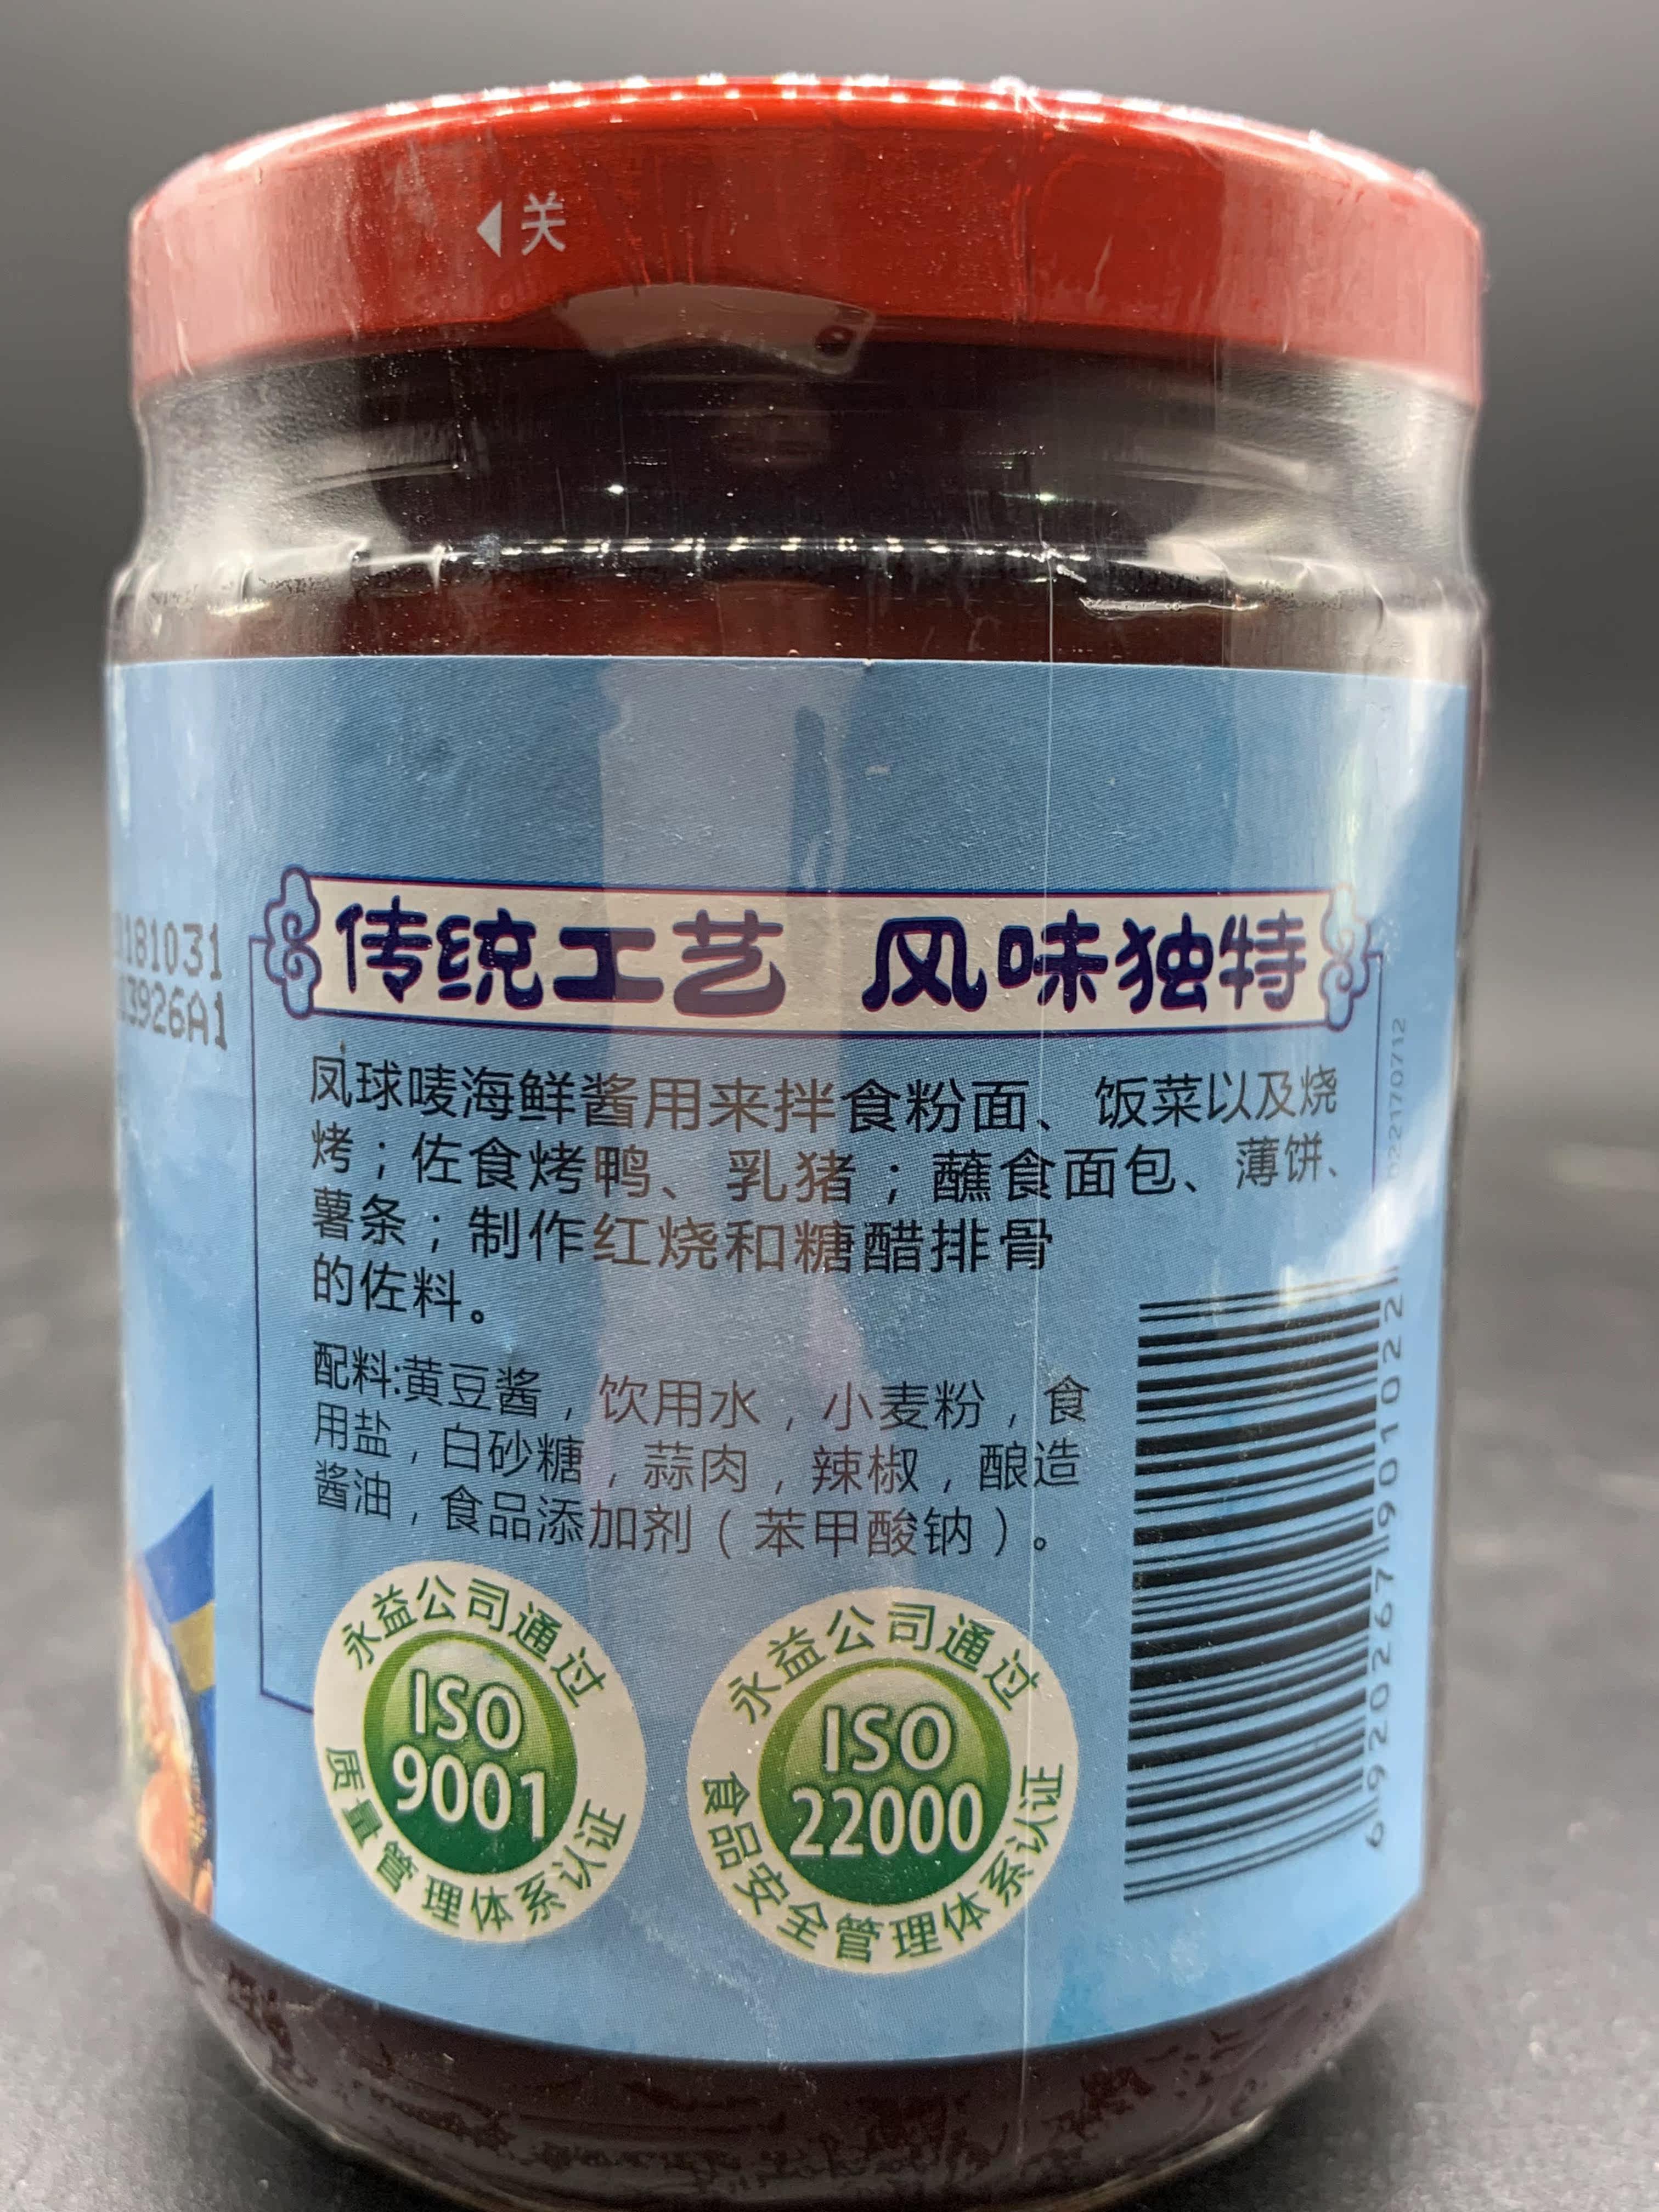 关
181031
3926A1
传统工艺 风味独特
凤球唛海鲜酱用来拌食粉面、饭菜以及烧
烤；佐食烤鸭、乳猪；蘸食面包、薄饼、
薯条；制作红烧和糖醋排骨
的佐料。
配料:黄豆酱，饮用水，小麦粉，食
用盐，白砂糖，蒜肉，辣椒，酿造
酱油，食品添加剂（苯甲酸钠）。
永益公司通过
ISO
9001
质量管理体系认证
永益公司通过
ISO
22000
食品安全管理体系认证
022170712
6920267901022